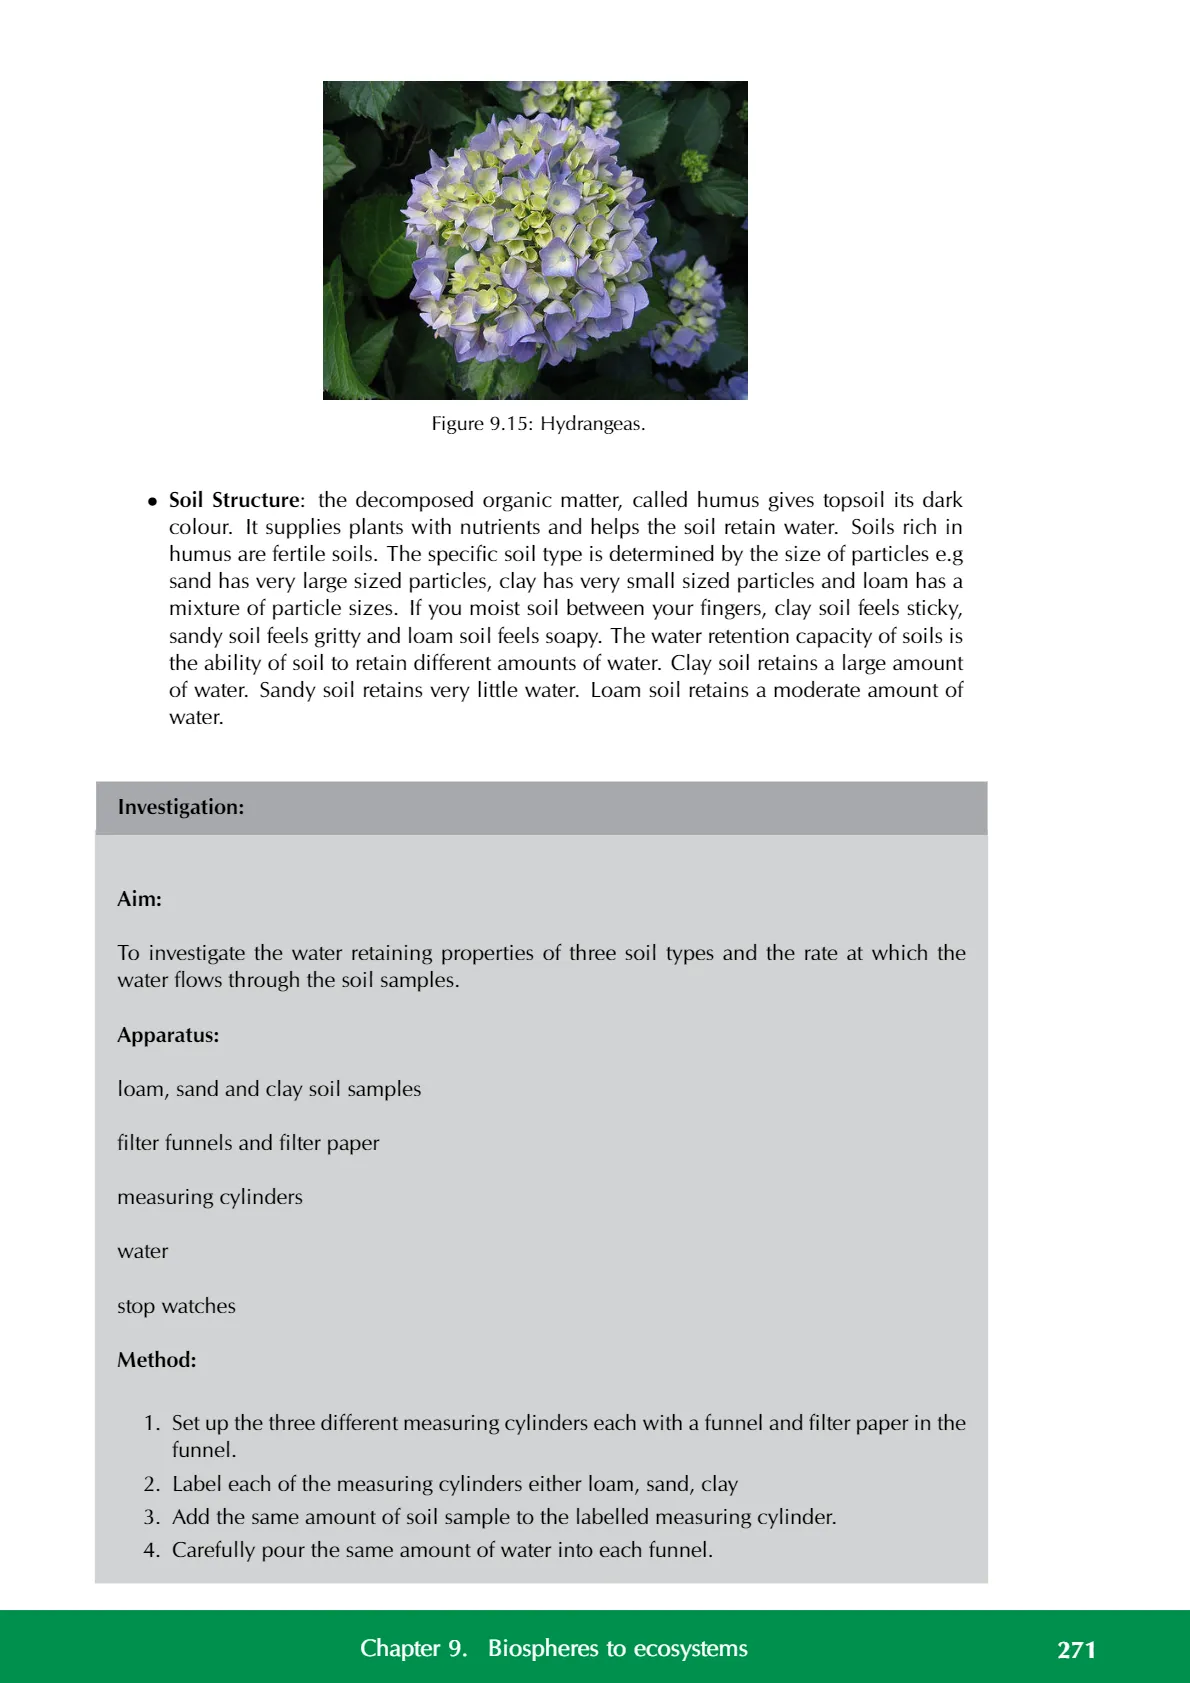 Figure 9.15: Hydrangeas.
• Soil Structure: the decomposed organic matter, called humus gives topsoil its dark
colour. It supplies plants with nutrients and helps the soil retain water. Soils rich in
humus are fertile soils. The specific soil type is determined by the size of particles e.g
sand has very large sized particles, clay has very small sized particles and loam has a
mixture of particle sizes. If you moist soil between your fingers, clay soil feels sticky,
sandy soil feels gritty and loam soil feels soapy. The water retention capacity of soils is
the ability of soil to retain different amounts of water. Clay soil retains a large amount
of water. Sandy soil retains very little water. Loam soil retains a moderate amount of
water.
Investigation:
Aim:
To investigate the water retaining properties of three soil types and the rate at which the
water flows through the soil samples.
Apparatus:
loam, sand and clay soil samples
filter funnels and filter paper
measuring cylinders
water
stop watches
Method:
1. Set up the three different measuring cylinders each with a funnel and filter paper in the
funnel.
2. Label each of the measuring cylinders either loam, sand, clay
3. Add the same amount of soil sample to the labelled measuring cylinder.
4. Carefully pour the same amount of water into each funnel.
Chapter 9. Biospheres to ecosystems 271